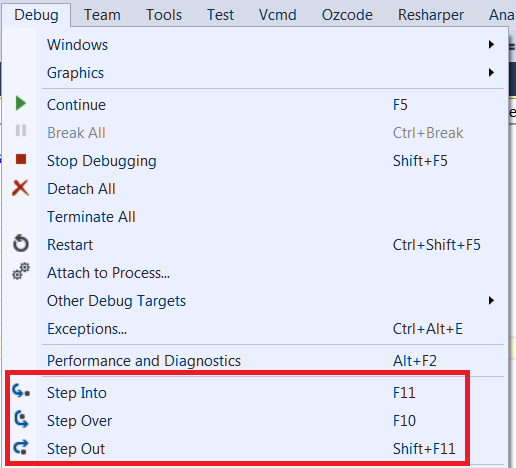 Debug Team Tools Test Vcmd Ozcode Resharper Ana
Windows
Graphics
Continue F5
Break All Ctrl+Break
Stop Debugging Shift+F5
Detach All
Terminate All
Restart Ctrl+Shift+F5
Attach to Process...
Other Debug Targets
Exceptions... Ctrl+Alt+E
Performance and Diagnostics Alt+F2
Step Into F11
Step Over F10
Step Out Shift+F11